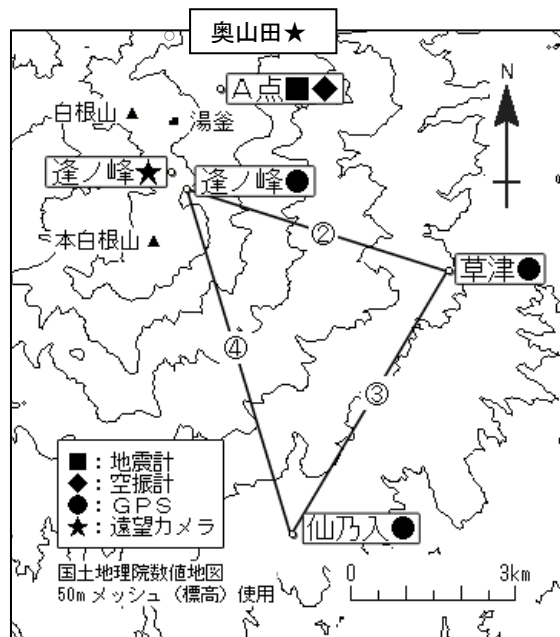 奥山田★
N
A点■◆
白根山▲
湯釜
逢ノ峰★
逢ノ峰●
本白根山▲
②
草津●
④
③
■：地震計
◆：空振計
●：GPS
★：遠望カメラ
仙乃入●
国土地理院数値地図
50mメッシュ（標高）使用
0 3km